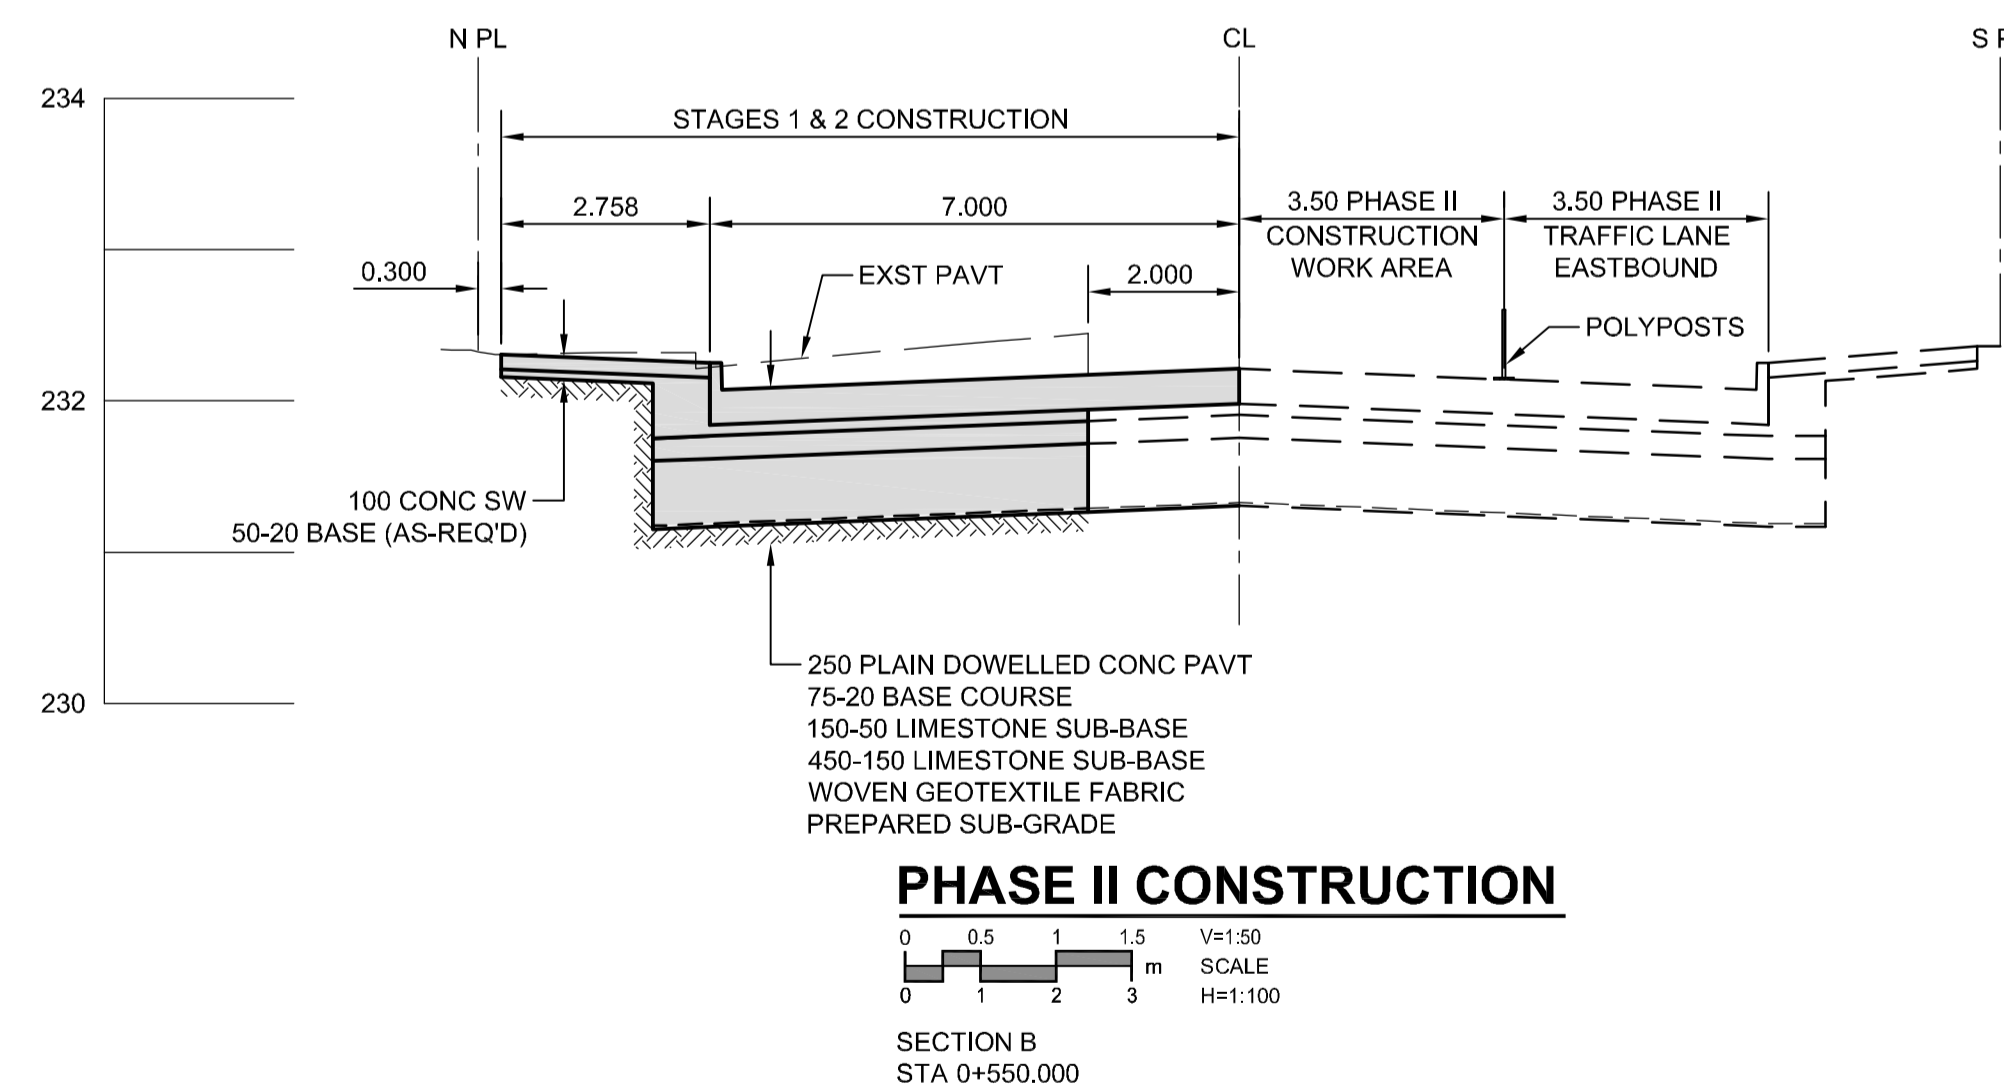 N PL
CL
S
234
STAGES 1 & 2 CONSTRUCTION
2.758
7.000
3.50 PHASE II
CONSTRUCTION
WORK AREA
3.50 PHASE II
TRAFFIC LANE
EASTBOUND
0.300
EXST PAVT
2.000
POLYPOSTS
232
100 CONC SW
50-20 BASE (AS-REQ'D)
230
250 PLAIN DOWELLED CONC PAVT
75-20 BASE COURSE
150-50 LIMESTONE SUB-BASE
450-150 LIMESTONE SUB-BASE
WOVEN GEOTEXTILE FABRIC
PREPARED SUB-GRADE
PHASE II CONSTRUCTION
0 0.5 1 1.5 V=1:50
m SCALE
0 1 2 3 H=1:100
SECTION B
STA 0+550.000